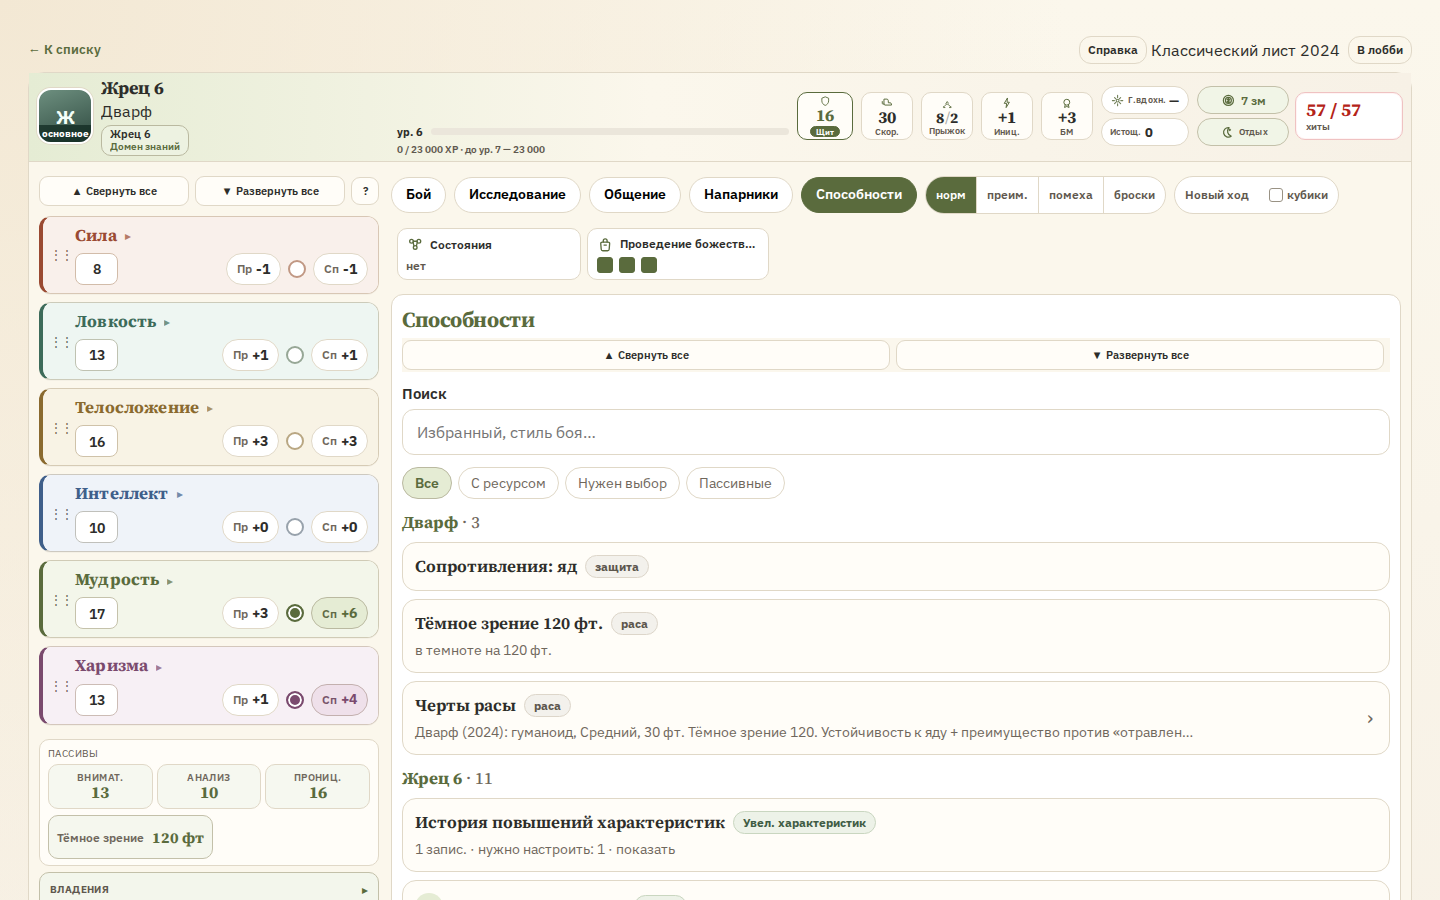 ← К списку
Справка Классический лист 2024 В лобби
Ж
основное
Жрец 6
Дварф
Жрец 6
Домен знаний
ур. 6
0 / 23 000 XP · до ур. 7 — 23 000
16
Щит
30
Скор.
8/2
Прыжок
+1
Иниц.
+3
БМ
Г.вдохн. —
Истощ. 0
7 зм
Отдых
57 / 57
хиты
▲ Свернуть все
▼ Развернуть все
?
Сила ▸
8
Пр -1
Сп -1
Ловкость ▸
13
Пр +1
Сп +1
Телосложение ▸
16
Пр +3
Сп +3
Интеллект ▸
10
Пр +0
Сп +0
Мудрость ▸
17
Пр +3
Сп +6
Харизма ▸
13
Пр +1
Сп +4
ПАССИВЫ
ВНИМАТ.
13
АНАЛИЗ
10
ПРОНИЦ.
16
Тёмное зрение 120 фт
ВЛАДЕНИЯ ▸
Бой
Исследование
Общение
Напарники
Способности
норм
преим.
помеха
броски
Новый ход
кубики
Состояния
нет
Проведение божеств…
Способности
▲ Свернуть все
▼ Развернуть все
Поиск
Избранный, стиль боя…
Все
С ресурсом
Нужен выбор
Пассивные
Дварф · 3
Сопротивления: яд защита
Тёмное зрение 120 фт. раса
в темноте на 120 фт.
Черты расы раса
Дварф (2024): гуманоид, Средний, 30 фт. Тёмное зрение 120. Устойчивость к яду + преимущество против «отравлен…
›
Жрец 6 · 11
История повышений характеристик Увел. характеристик
1 запис. · нужно настроить: 1 · показать